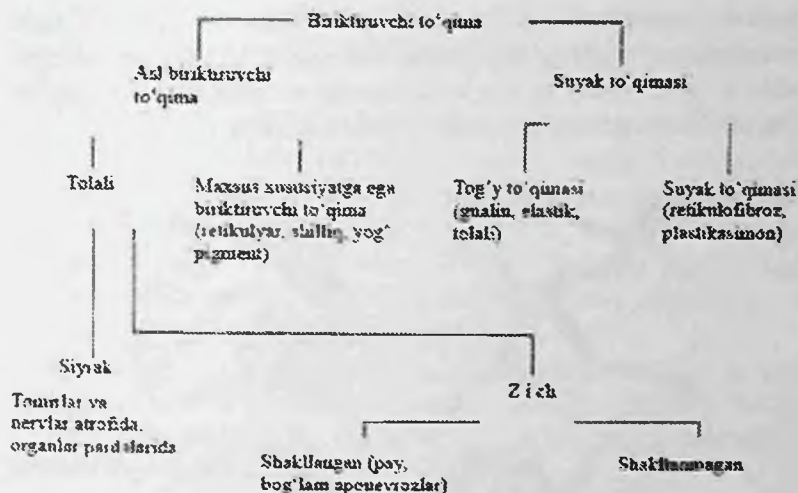 Biriktiruvchi to‘qima
Asl biriktiruvchi
to‘qima
Suyak to‘qimasi
Tolali
Maxsus xususiyatga ega
biriktiruvchi to‘qima
(retikulyar, shilliq, yog‘
pigment)
Tog‘y to‘qimasi
(gialin, elastik,
tolali)
Suyak to‘qimasi
(retikulofibroz,
plastikasimon)
Siyrak
Tomirlar va
nervlar atrofida,
organlar pardalarida
Zich
Shakllangan (pay,
bog‘lam aponevrozlar)
Shakllanmagan